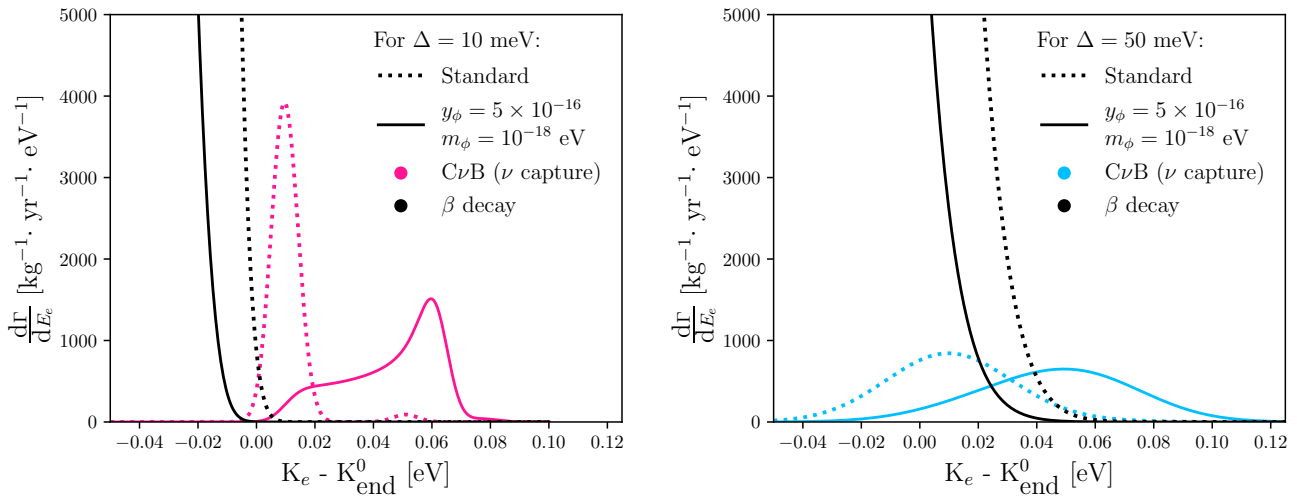 5000
4000
3000
2000
1000
0
dΓ/dE_e [kg⁻¹· yr⁻¹· eV⁻¹]
For Δ = 10 meV:
Standard
y_ϕ = 5 × 10⁻¹⁶
m_ϕ = 10⁻¹⁸ eV
CνB (ν capture)
β decay
−0.04 −0.02 0.00 0.02 0.04 0.06 0.08 0.10 0.12
K_e - K⁰_end [eV]
5000
4000
3000
2000
1000
0
dΓ/dE_e [kg⁻¹· yr⁻¹· eV⁻¹]
For Δ = 50 meV:
Standard
y_ϕ = 5 × 10⁻¹⁶
m_ϕ = 10⁻¹⁸ eV
CνB (ν capture)
β decay
−0.04 −0.02 0.00 0.02 0.04 0.06 0.08 0.10 0.12
K_e - K⁰_end [eV]